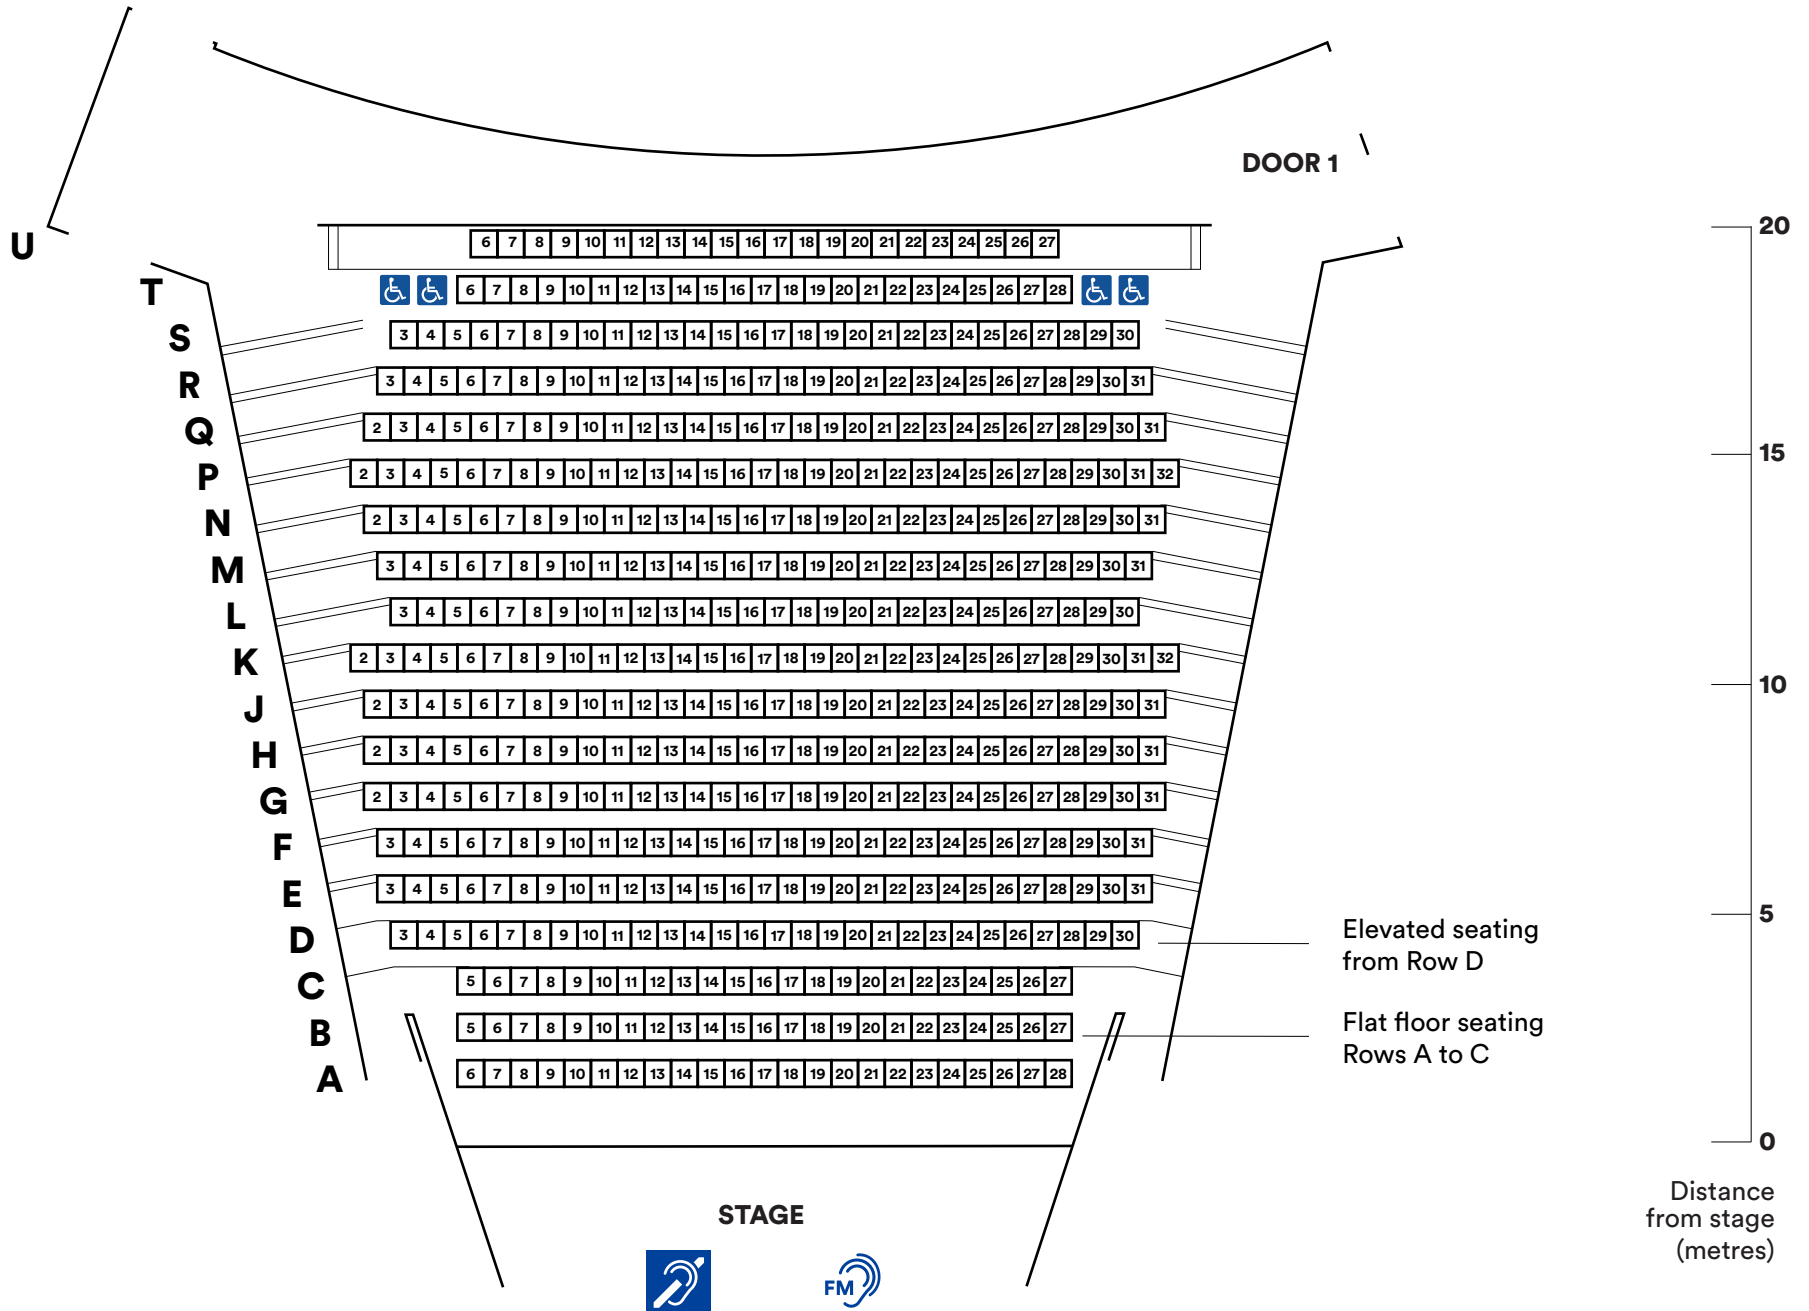 DOOR 1
20
U
6 7 8 9 10 11 12 13 14 15 16 17 18 19 20 21 22 23 24 25 26 27
T
6 7 8 9 10 11 12 13 14 15 16 17 18 19 20 21 22 23 24 25 26 27 28
S
3 4 5 6 7 8 9 10 11 12 13 14 15 16 17 18 19 20 21 22 23 24 25 26 27 28 29 30
R
3 4 5 6 7 8 9 10 11 12 13 14 15 16 17 18 19 20 21 22 23 24 25 26 27 28 29 30 31
Q
2 3 4 5 6 7 8 9 10 11 12 13 14 15 16 17 18 19 20 21 22 23 24 25 26 27 28 29 30 31
15
P
2 3 4 5 6 7 8 9 10 11 12 13 14 15 16 17 18 19 20 21 22 23 24 25 26 27 28 29 30 31 32
N
2 3 4 5 6 7 8 9 10 11 12 13 14 15 16 17 18 19 20 21 22 23 24 25 26 27 28 29 30 31
M
3 4 5 6 7 8 9 10 11 12 13 14 15 16 17 18 19 20 21 22 23 24 25 26 27 28 29 30 31
L
3 4 5 6 7 8 9 10 11 12 13 14 15 16 17 18 19 20 21 22 23 24 25 26 27 28 29 30
K
2 3 4 5 6 7 8 9 10 11 12 13 14 15 16 17 18 19 20 21 22 23 24 25 26 27 28 29 30 31 32
10
J
2 3 4 5 6 7 8 9 10 11 12 13 14 15 16 17 18 19 20 21 22 23 24 25 26 27 28 29 30 31
H
2 3 4 5 6 7 8 9 10 11 12 13 14 15 16 17 18 19 20 21 22 23 24 25 26 27 28 29 30 31
G
2 3 4 5 6 7 8 9 10 11 12 13 14 15 16 17 18 19 20 21 22 23 24 25 26 27 28 29 30 31
F
3 4 5 6 7 8 9 10 11 12 13 14 15 16 17 18 19 20 21 22 23 24 25 26 27 28 29 30 31
E
3 4 5 6 7 8 9 10 11 12 13 14 15 16 17 18 19 20 21 22 23 24 25 26 27 28 29 30 31
5
D
3 4 5 6 7 8 9 10 11 12 13 14 15 16 17 18 19 20 21 22 23 24 25 26 27 28 29 30
Elevated seating
from Row D
C
5 6 7 8 9 10 11 12 13 14 15 16 17 18 19 20 21 22 23 24 25 26 27
B
5 6 7 8 9 10 11 12 13 14 15 16 17 18 19 20 21 22 23 24 25 26 27
Flat floor seating
Rows A to C
A
6 7 8 9 10 11 12 13 14 15 16 17 18 19 20 21 22 23 24 25 26 27 28
0
Distance
from stage
(metres)
STAGE
FM